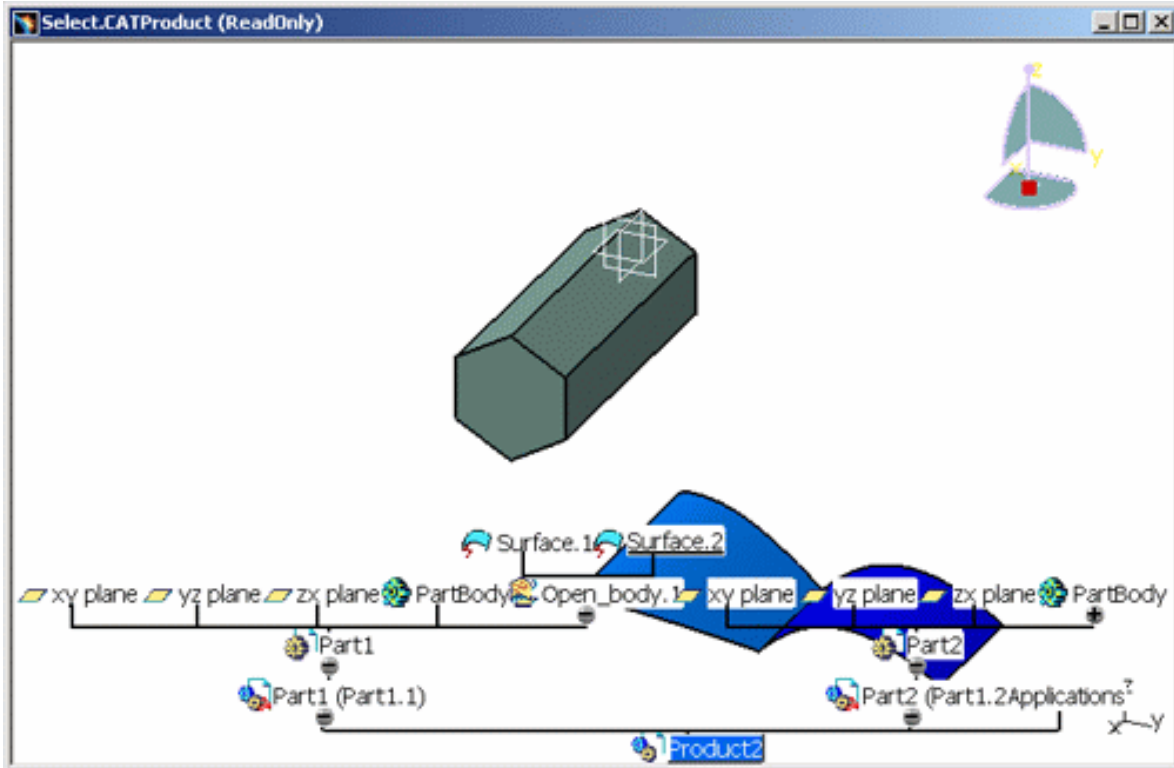 Select.CATProduct (ReadOnly)
z
Y
x
Surface.1 Surface.2
xy plane yz plane zx plane PartBody Open_body.1 xy plane yz plane zx plane PartBody
Part1 Part2
Part1 (Part1.1) Part2 (Part1.2Applications
z
x y
Product2